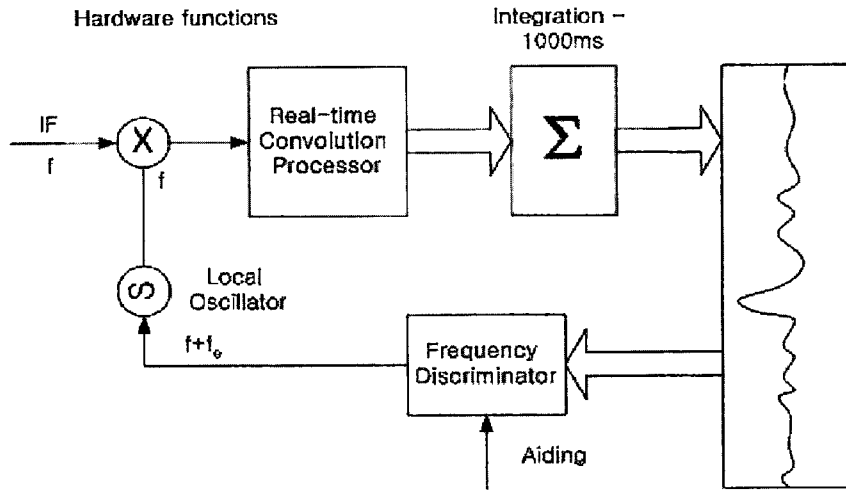 Hardware functions
Integration -
1000ms
IF
f
X
f
Real-time
Convolution
Processor
Σ
S
Local
Oscillator
f+fe
Frequency
Discriminator
Aiding